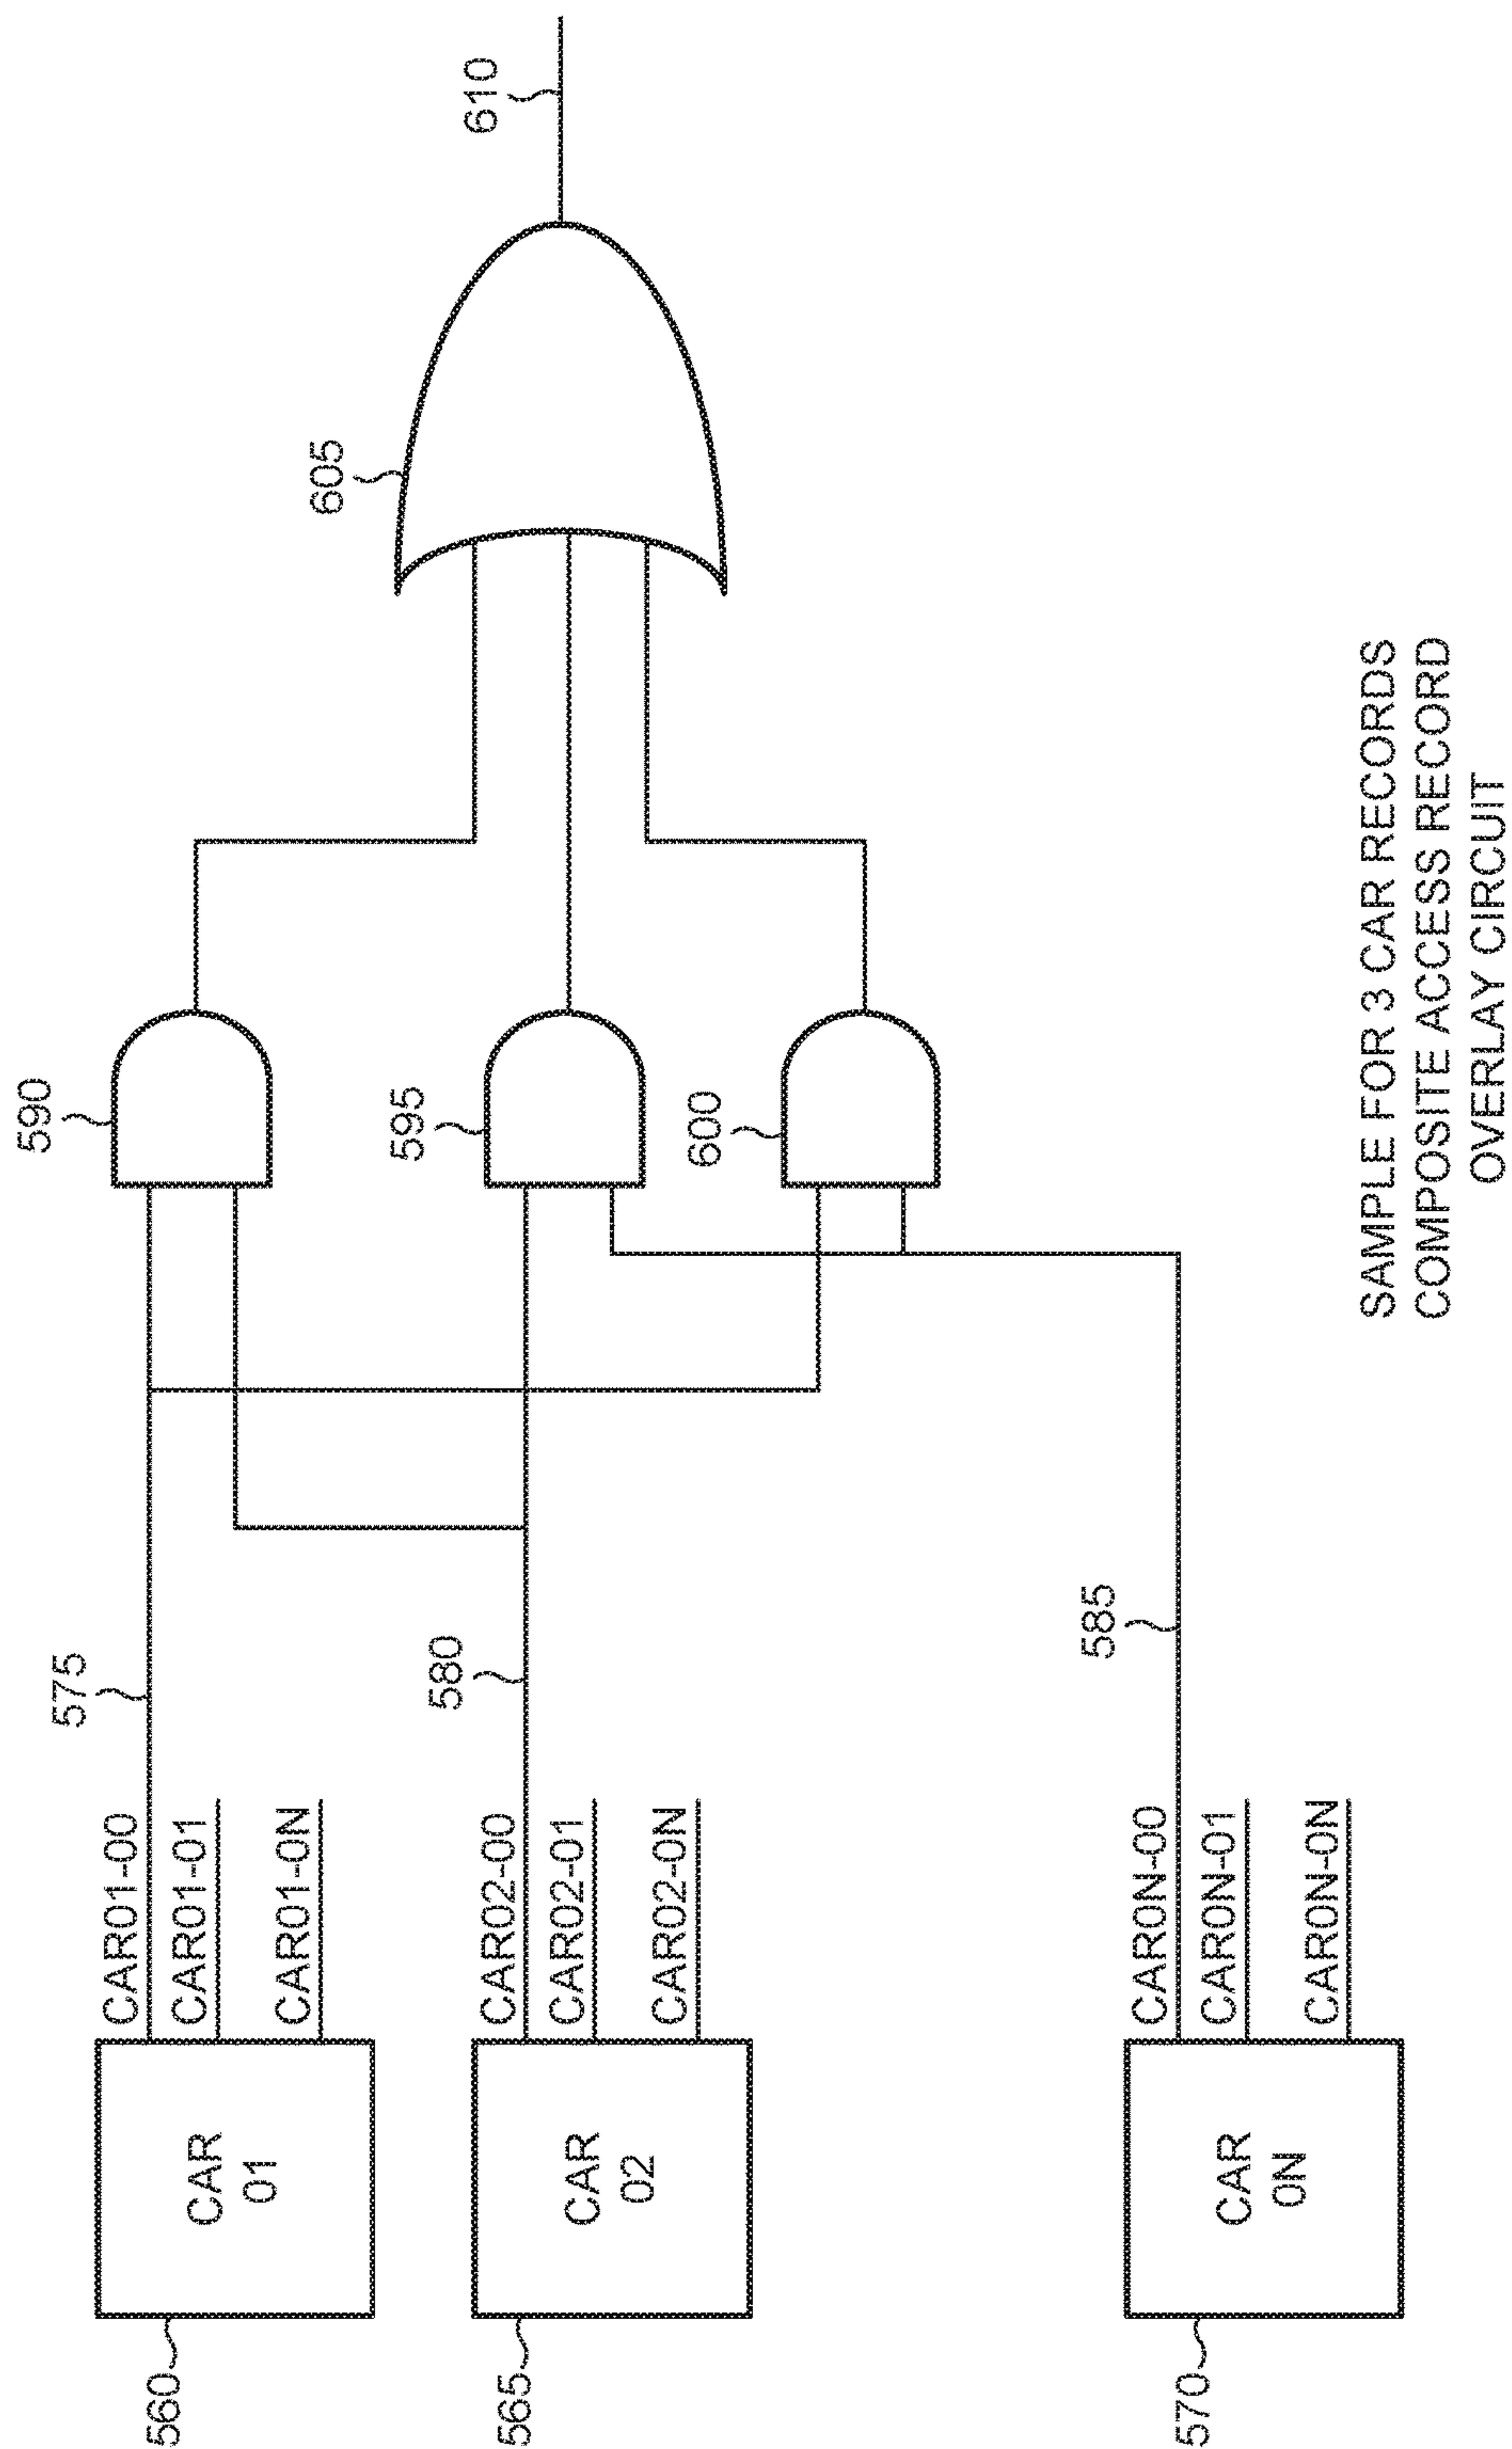 560
CAR
01
CAR01-00
CAR01-01
CAR01-0N
575
590
565
CAR
02
CAR02-00
CAR02-01
CAR02-0N
580
595
600
605
610
570
CAR
0N
CAR0N-00
CAR0N-01
CAR0N-0N
585
SAMPLE FOR 3 CAR RECORDS
COMPOSITE ACCESS RECORD
OVERLAY CIRCUIT